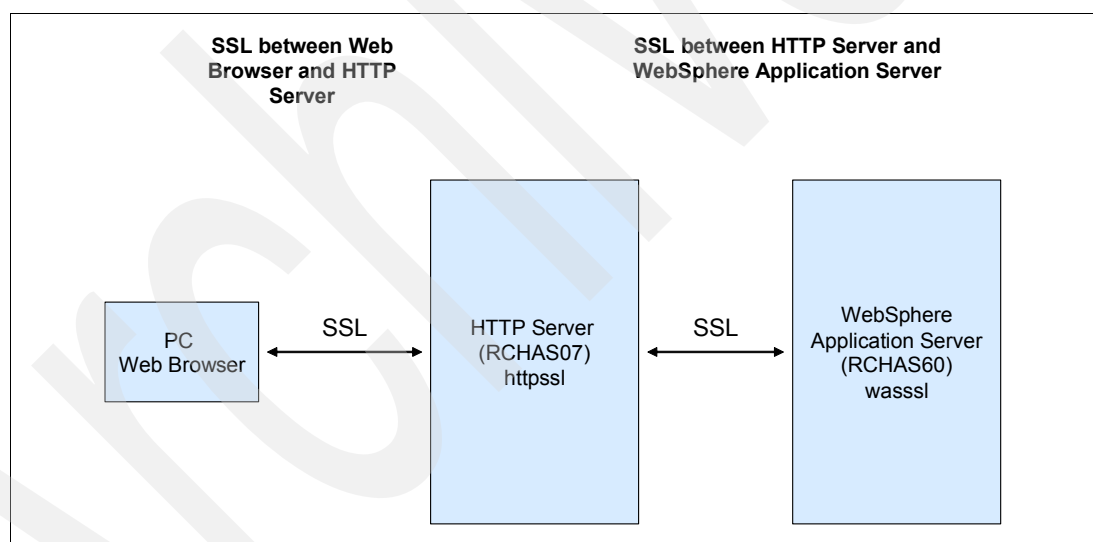 SSL between Web
Browser and HTTP
Server
SSL between HTTP Server and
WebSphere Application Server
PC
Web Browser
SSL
HTTP Server
(RCHAS07)
httpssl
SSL
WebSphere
Application Server
(RCHAS60)
wasssl